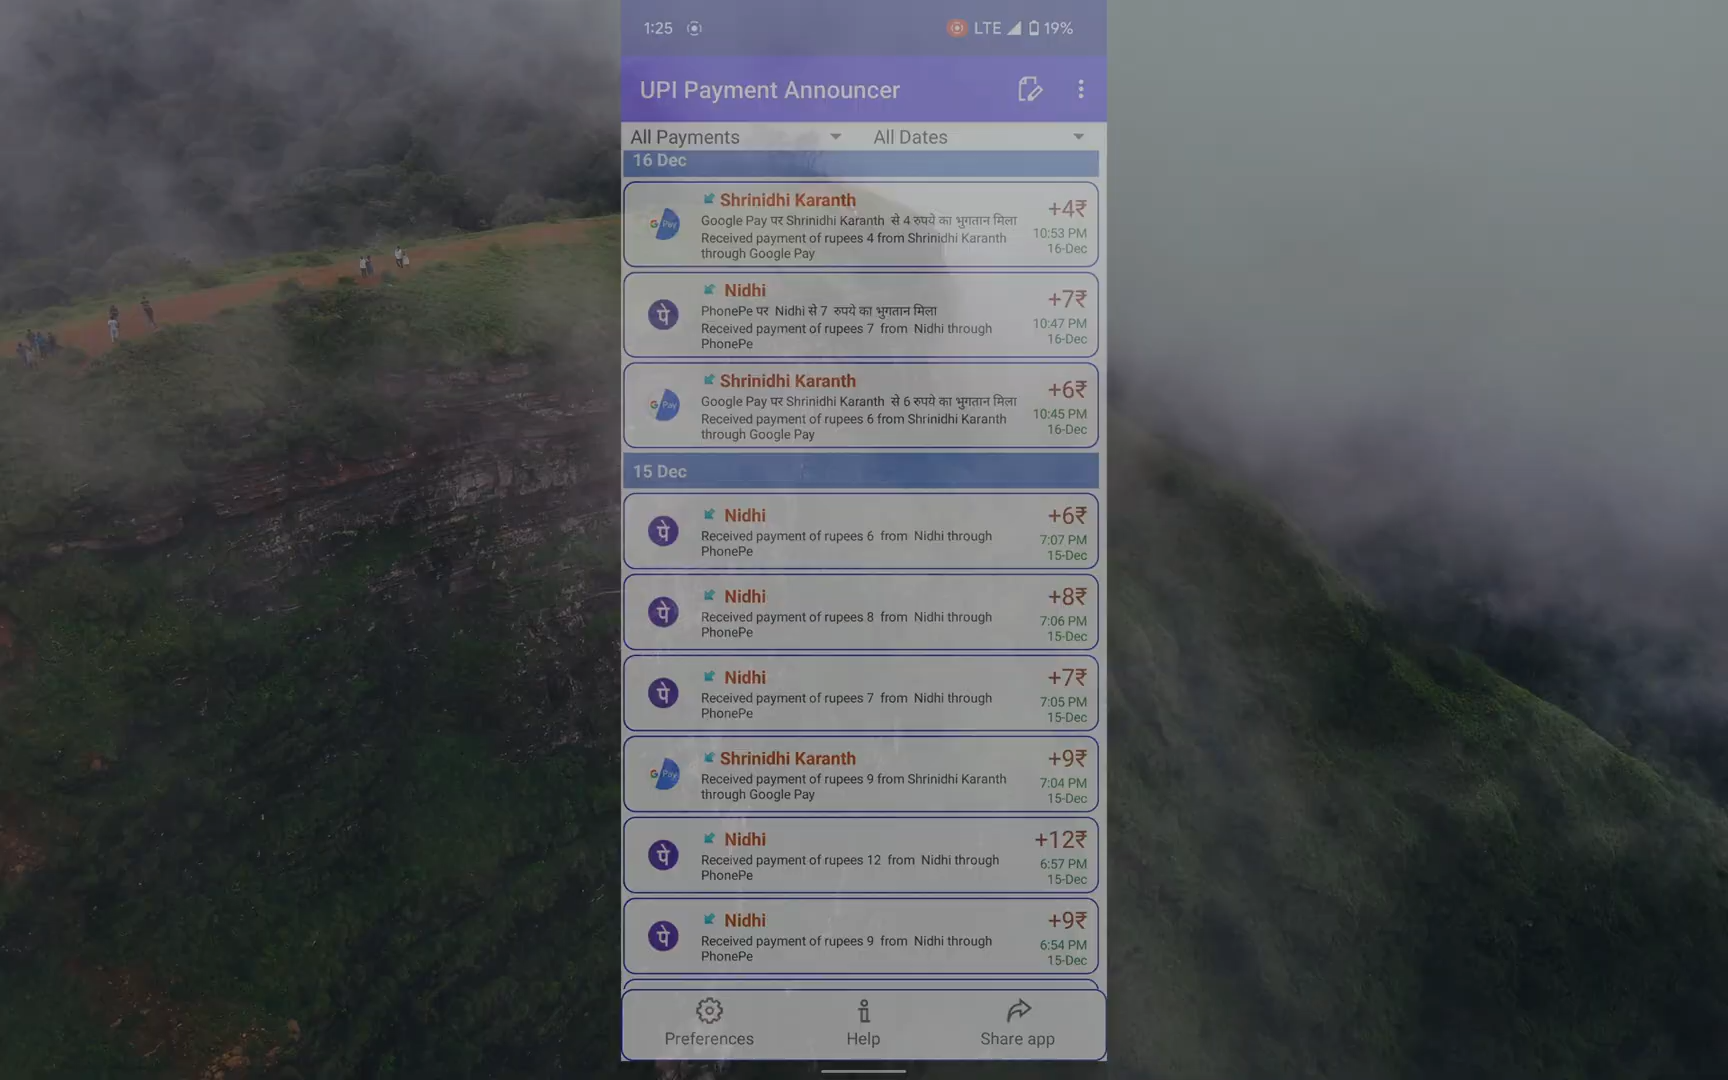 1:25 LTE 19%
UPI Payment Announcer
All Payments All Dates
16 Dec
Shrinidhi Karanth
Google Pay पर Shrinidhi Karanth से 4 रुपये का भुगतान मिला
Received payment of rupees 4 from Shrinidhi Karanth
through Google Pay
+4₹
10:53 PM
16-Dec
Nidhi
PhonePe पर Nidhi से 7 रुपये का भुगतान मिला
Received payment of rupees 7 from Nidhi through
PhonePe
+7₹
10:47 PM
16-Dec
Shrinidhi Karanth
Google Pay पर Shrinidhi Karanth से 6 रुपये का भुगतान मिला
Received payment of rupees 6 from Shrinidhi Karanth
through Google Pay
+6₹
10:45 PM
16-Dec
15 Dec
Nidhi
Received payment of rupees 6 from Nidhi through
PhonePe
+6₹
7:07 PM
15-Dec
Nidhi
Received payment of rupees 8 from Nidhi through
PhonePe
+8₹
7:06 PM
15-Dec
Nidhi
Received payment of rupees 7 from Nidhi through
PhonePe
+7₹
7:05 PM
15-Dec
Shrinidhi Karanth
Received payment of rupees 9 from Shrinidhi Karanth
through Google Pay
+9₹
7:04 PM
15-Dec
Nidhi
Received payment of rupees 12 from Nidhi through
PhonePe
+12₹
6:57 PM
15-Dec
Nidhi
Received payment of rupees 9 from Nidhi through
PhonePe
+9₹
6:54 PM
15-Dec
Preferences Help Share app
G Pay
पे
G Pay
पे
पे
पे
G Pay
पे
पे